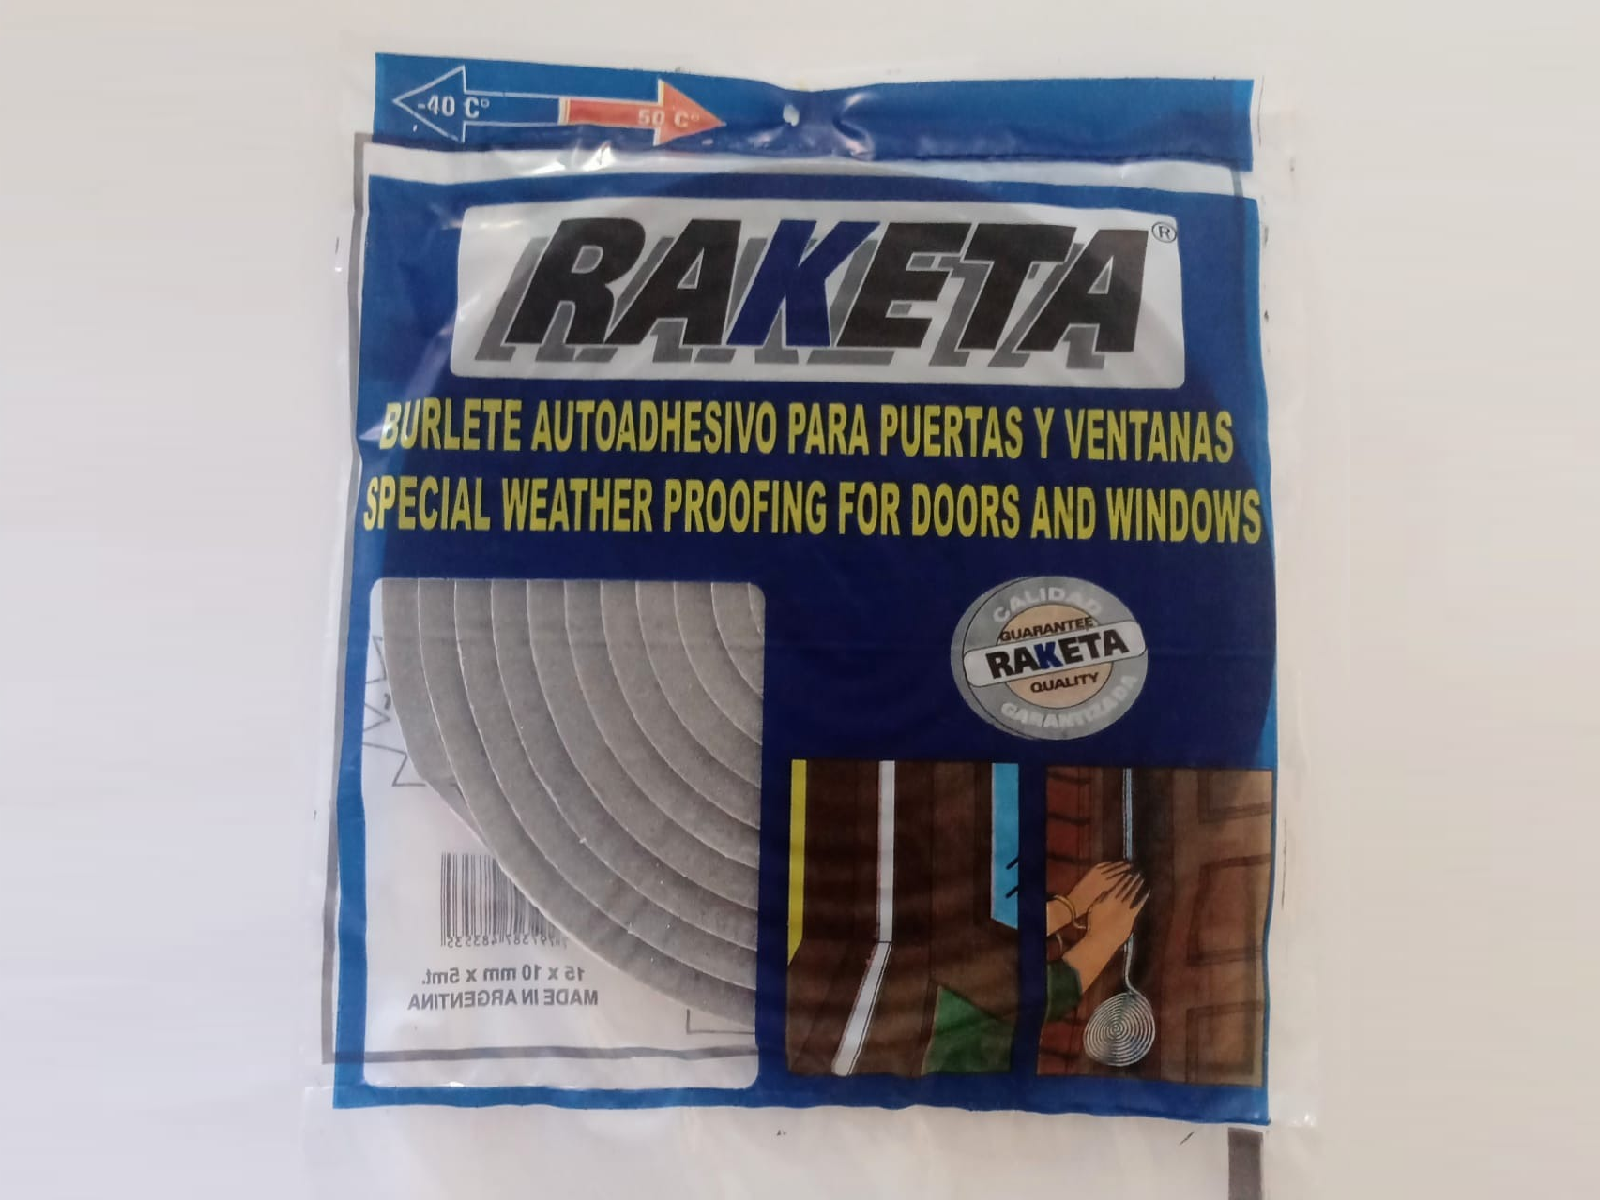 -40 C°
50 C°
RAKETA®
BURLETE AUTOADHESIVO PARA PUERTAS Y VENTANAS
SPECIAL WEATHER PROOFING FOR DOORS AND WINDOWS
CALIDAD
GUARANTEE
RAKETA
QUALITY
GARANTIZADA
15 x 10 mm x 5mt.
MADE IN ARGENTINA